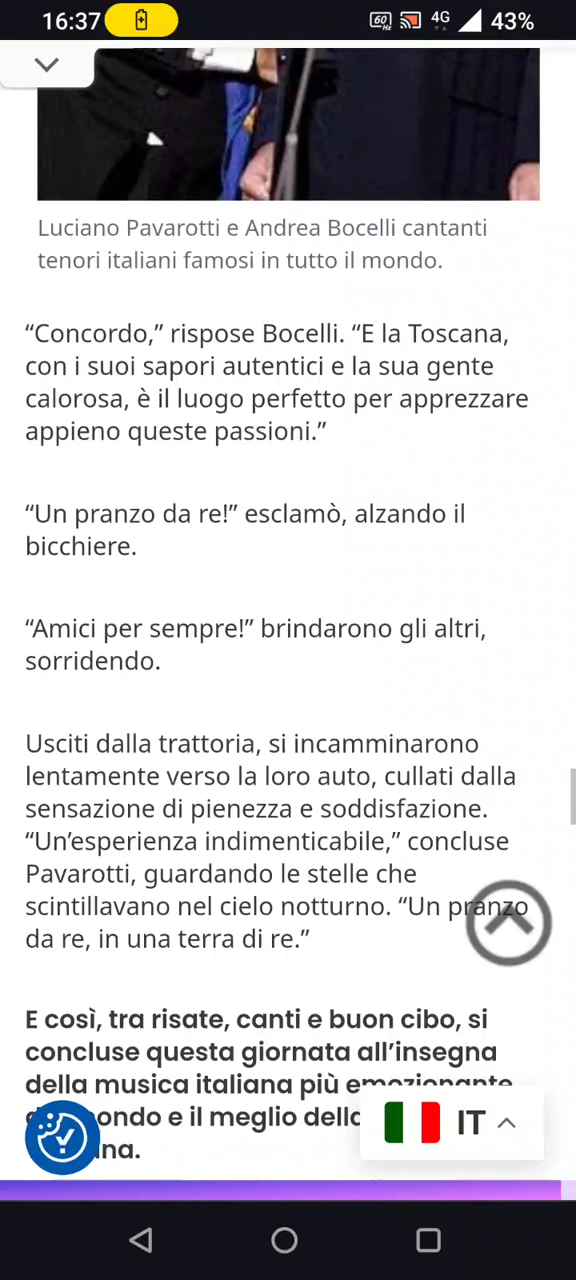 16:37
60
Hz
4G
43%
Luciano Pavarotti e Andrea Bocelli cantanti
tenori italiani famosi in tutto il mondo.
“Concordo,” rispose Bocelli. “E la Toscana,
con i suoi sapori autentici e la sua gente
calorosa, è il luogo perfetto per apprezzare
appieno queste passioni.”
“Un pranzo da re!” esclamò, alzando il
bicchiere.
“Amici per sempre!” brindarono gli altri,
sorridendo.
Usciti dalla trattoria, si incamminarono
lentamente verso la loro auto, cullati dalla
sensazione di pienezza e soddisfazione.
“Un’esperienza indimenticabile,” concluse
Pavarotti, guardando le stelle che
scintillavano nel cielo notturno. “Un pranzo
da re, in una terra di re.”
E così, tra risate, canti e buon cibo, si
concluse questa giornata all’insegna
della musica italiana più emozionante
ondo e il meglio della
na.
IT